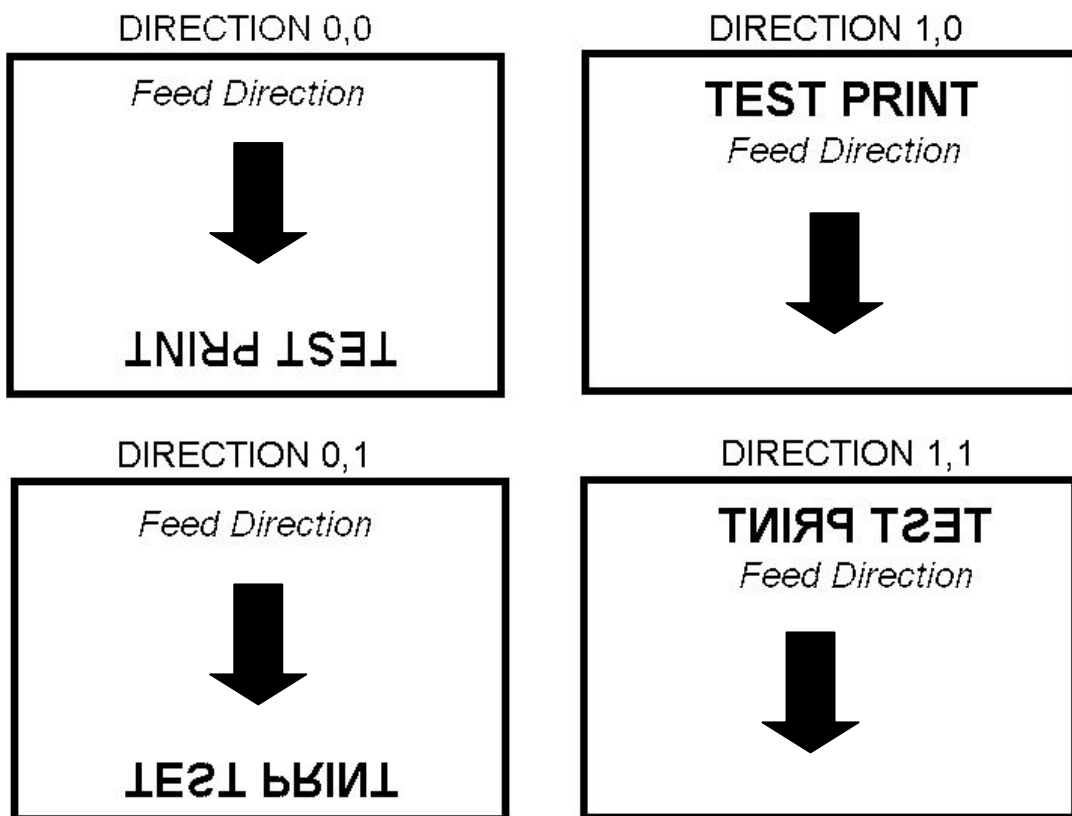 DIRECTION 0,0
Feed Direction
TEST PRINT
DIRECTION 1,0
TEST PRINT
Feed Direction
DIRECTION 0,1
Feed Direction
TEST PRINT
DIRECTION 1,1
TEST PRINT
Feed Direction